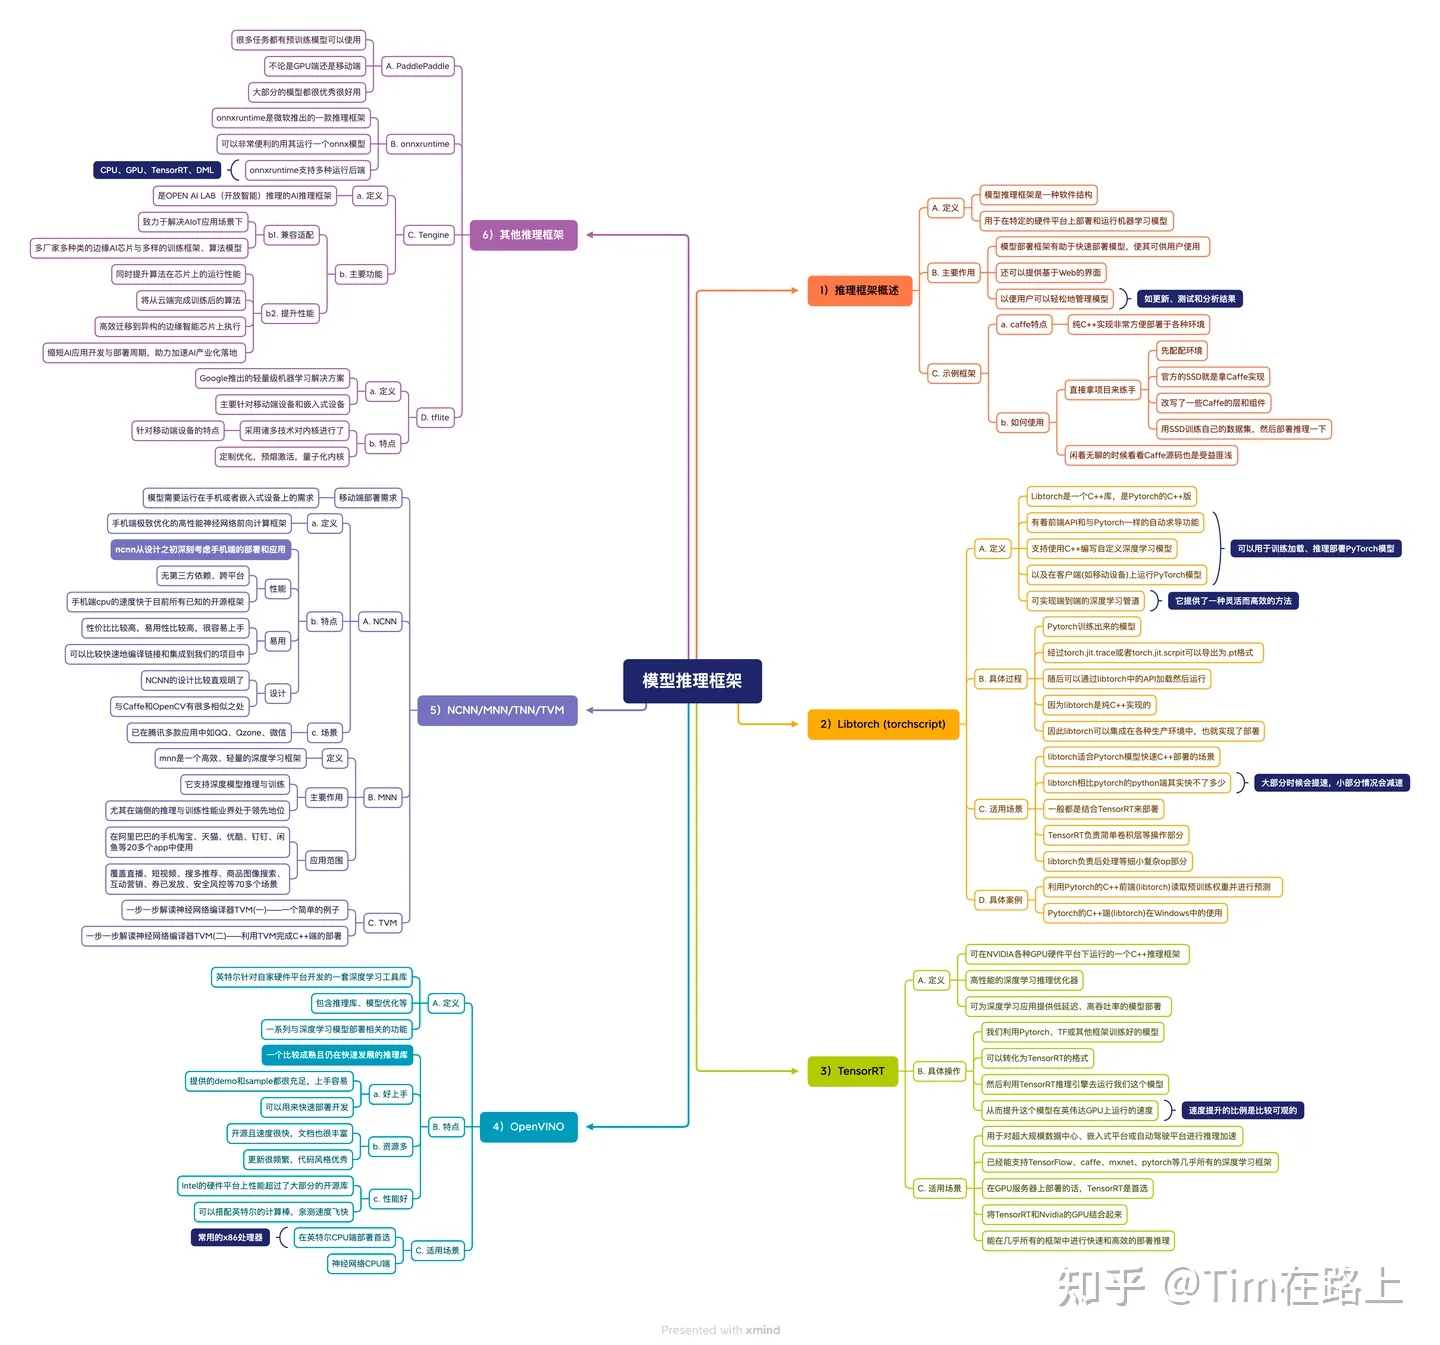 模型推理框架
1）推理框架概述
A. 定义
模型推理框架是一种软件结构
用于在特定的硬件平台上部署和运行机器学习模型
B. 主要作用
模型部署框架有助于快速部署模型，使其可供用户使用
还可以提供基于Web的界面
以便用户可以轻松地管理模型
如更新、测试和分析结果
C. 示例框架
a. caffe特点
纯C++实现非常方便部署于各种环境
b. 如何使用
直接拿项目来练手
先配配环境
官方的SSD就是拿Caffe实现
改写了一些Caffe的层和组件
用SSD训练自己的数据集，然后部署推理一下
闲着无聊的时候看看Caffe源码也是受益匪浅
2）Libtorch (torchscript)
A. 定义
Libtorch是一个C++库，是Pytorch的C++版
有着前端API和与Pytorch一样的自动求导功能
支持使用C++编写自定义深度学习模型
以及在客户端(如移动设备)上运行PyTorch模型
可以用于训练加载、推理部署PyTorch模型
可实现端到端的深度学习管道
它提供了一种灵活而高效的方法
B. 具体过程
Pytorch训练出来的模型
经过torch.jit.trace或者torch.jit.scrpit可以导出为.pt格式
随后可以通过libtorch中的API加载然后运行
因为libtorch是纯C++实现的
因此libtorch可以集成在各种生产环境中，也就实现了部署
C. 适用场景
libtorch适合Pytorch模型快速C++部署的场景
libtorch相比pytorch的python端其实快不了多少
大部分时候会提速，小部分情况会减速
一般都是结合TensorRT来部署
TensorRT负责简单卷积层等操作部分
libtorch负责后处理等细小复杂op部分
D. 具体案例
利用Pytorch的C++前端(libtorch)读取预训练权重并进行预测
Pytorch的C++端(libtorch)在Windows中的使用
3）TensorRT
A. 定义
可在NVIDIA各种GPU硬件平台下运行的一个C++推理框架
高性能的深度学习推理优化器
可为深度学习应用提供低延迟、高吞吐率的模型部署
B. 具体操作
我们利用Pytorch、TF或其他框架训练好的模型
可以转化为TensorRT的格式
然后利用TensorRT推理引擎去运行我们这个模型
从而提升这个模型在英伟达GPU上运行的速度
速度提升的比例是比较可观的
C. 适用场景
用于对超大规模数据中心、嵌入式平台或自动驾驶平台进行推理加速
已经能支持TensorFlow、caffe、mxnet、pytorch等几乎所有的深度学习框架
在GPU服务器上部署的话，TensorRT是首选
将TensorRT和Nvidia的GPU结合起来
能在几乎所有的框架中进行快速和高效的部署推理
4）OpenVINO
A. 定义
英特尔针对自家硬件平台开发的一套深度学习工具库
包含推理库、模型优化等
一系列与深度学习模型部署相关的功能
B. 特点
一个比较成熟且仍在快速发展的推理库
a. 好上手
提供的demo和sample都很充足，上手容易
可以用来快速部署开发
b. 资源多
开源且速度很快，文档也很丰富
更新很频繁，代码风格优秀
c. 性能好
Intel的硬件平台上性能超过了大部分的开源库
可以搭配英特尔的计算棒，亲测速度飞快
C. 适用场景
在英特尔CPU端部署首选
常用的x86处理器
神经网络CPU端
5）NCNN/MNN/TNN/TVM
移动端部署需求
模型需要运行在手机或者嵌入式设备上的需求
A. NCNN
a. 定义
手机端极致优化的高性能神经网络前向计算框架
b. 特点
ncnn从设计之初深刻考虑手机端的部署和应用
性能
无第三方依赖、跨平台
手机端cpu的速度快于目前所有已知的开源框架
易用
性价比比较高，易用性比较高，很容易上手
可以比较快速地编译链接和集成到我们的项目中
设计
NCNN的设计比较直观明了
与Caffe和OpenCV有很多相似之处
c. 场景
已在腾讯多款应用中如QQ、Qzone、微信
B. MNN
定义
mnn是一个高效、轻量的深度学习框架
主要作用
它支持深度模型推理与训练
尤其在端侧的推理与训练性能业界处于领先地位
应用范围
在阿里巴巴的手机淘宝、天猫、优酷、钉钉、闲
鱼等20多个app中使用
覆盖直播、短视频、搜多推荐、商品图像搜索、
互动营销、券已发放、安全风控等70多个场景
C. TVM
一步一步解读神经网络编译器TVM(一)——一个简单的例子
一步一步解读神经网络编译器TVM(二)——利用TVM完成C++端的部署
6）其他推理框架
A. PaddlePaddle
很多任务都有预训练模型可以使用
不论是GPU端还是移动端
大部分的模型都很优秀很好用
B. onnxruntime
onnxruntime是微软推出的一款推理框架
可以非常便利的用其运行一个onnx模型
onnxruntime支持多种运行后端
CPU、GPU、TensorRT、DML
C. Tengine
a. 定义
是OPEN AI LAB（开放智能）推理的AI推理框架
b. 主要功能
b1. 兼容适配
致力于解决AIoT应用场景下
多厂家多种类的边缘AI芯片与多样的训练框架、算法模型
b2. 提升性能
同时提升算法在芯片上的运行性能
将从云端完成训练后的算法
高效迁移到异构的边缘智能芯片上执行
缩短AI应用开发与部署周期，助力加速AI产业化落地
D. tflite
a. 定义
Google推出的轻量级机器学习解决方案
主要针对移动端设备和嵌入式设备
b. 特点
采用诸多技术对内核进行了
针对移动端设备的特点
定制优化，预熔激活，量子化内核
知乎 @Tim在路上
Presented with xmind